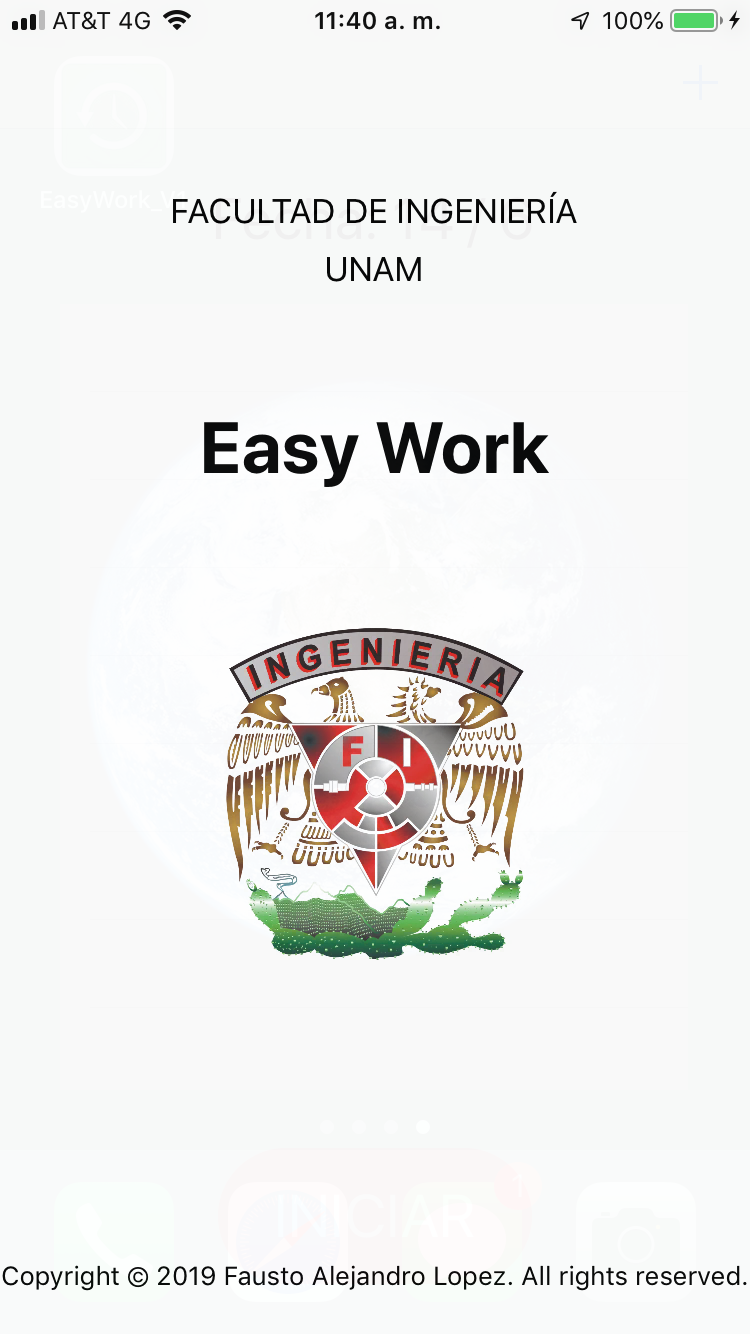 AT&T 4G 11:40 a. m. 100%
EasyWork_V
Fecha: 14 / 0
FACULTAD DE INGENIERÍA
UNAM
Easy Work
INGENIERIA
F I
INICIAR
Copyright © 2019 Fausto Alejandro Lopez. All rights reserved.